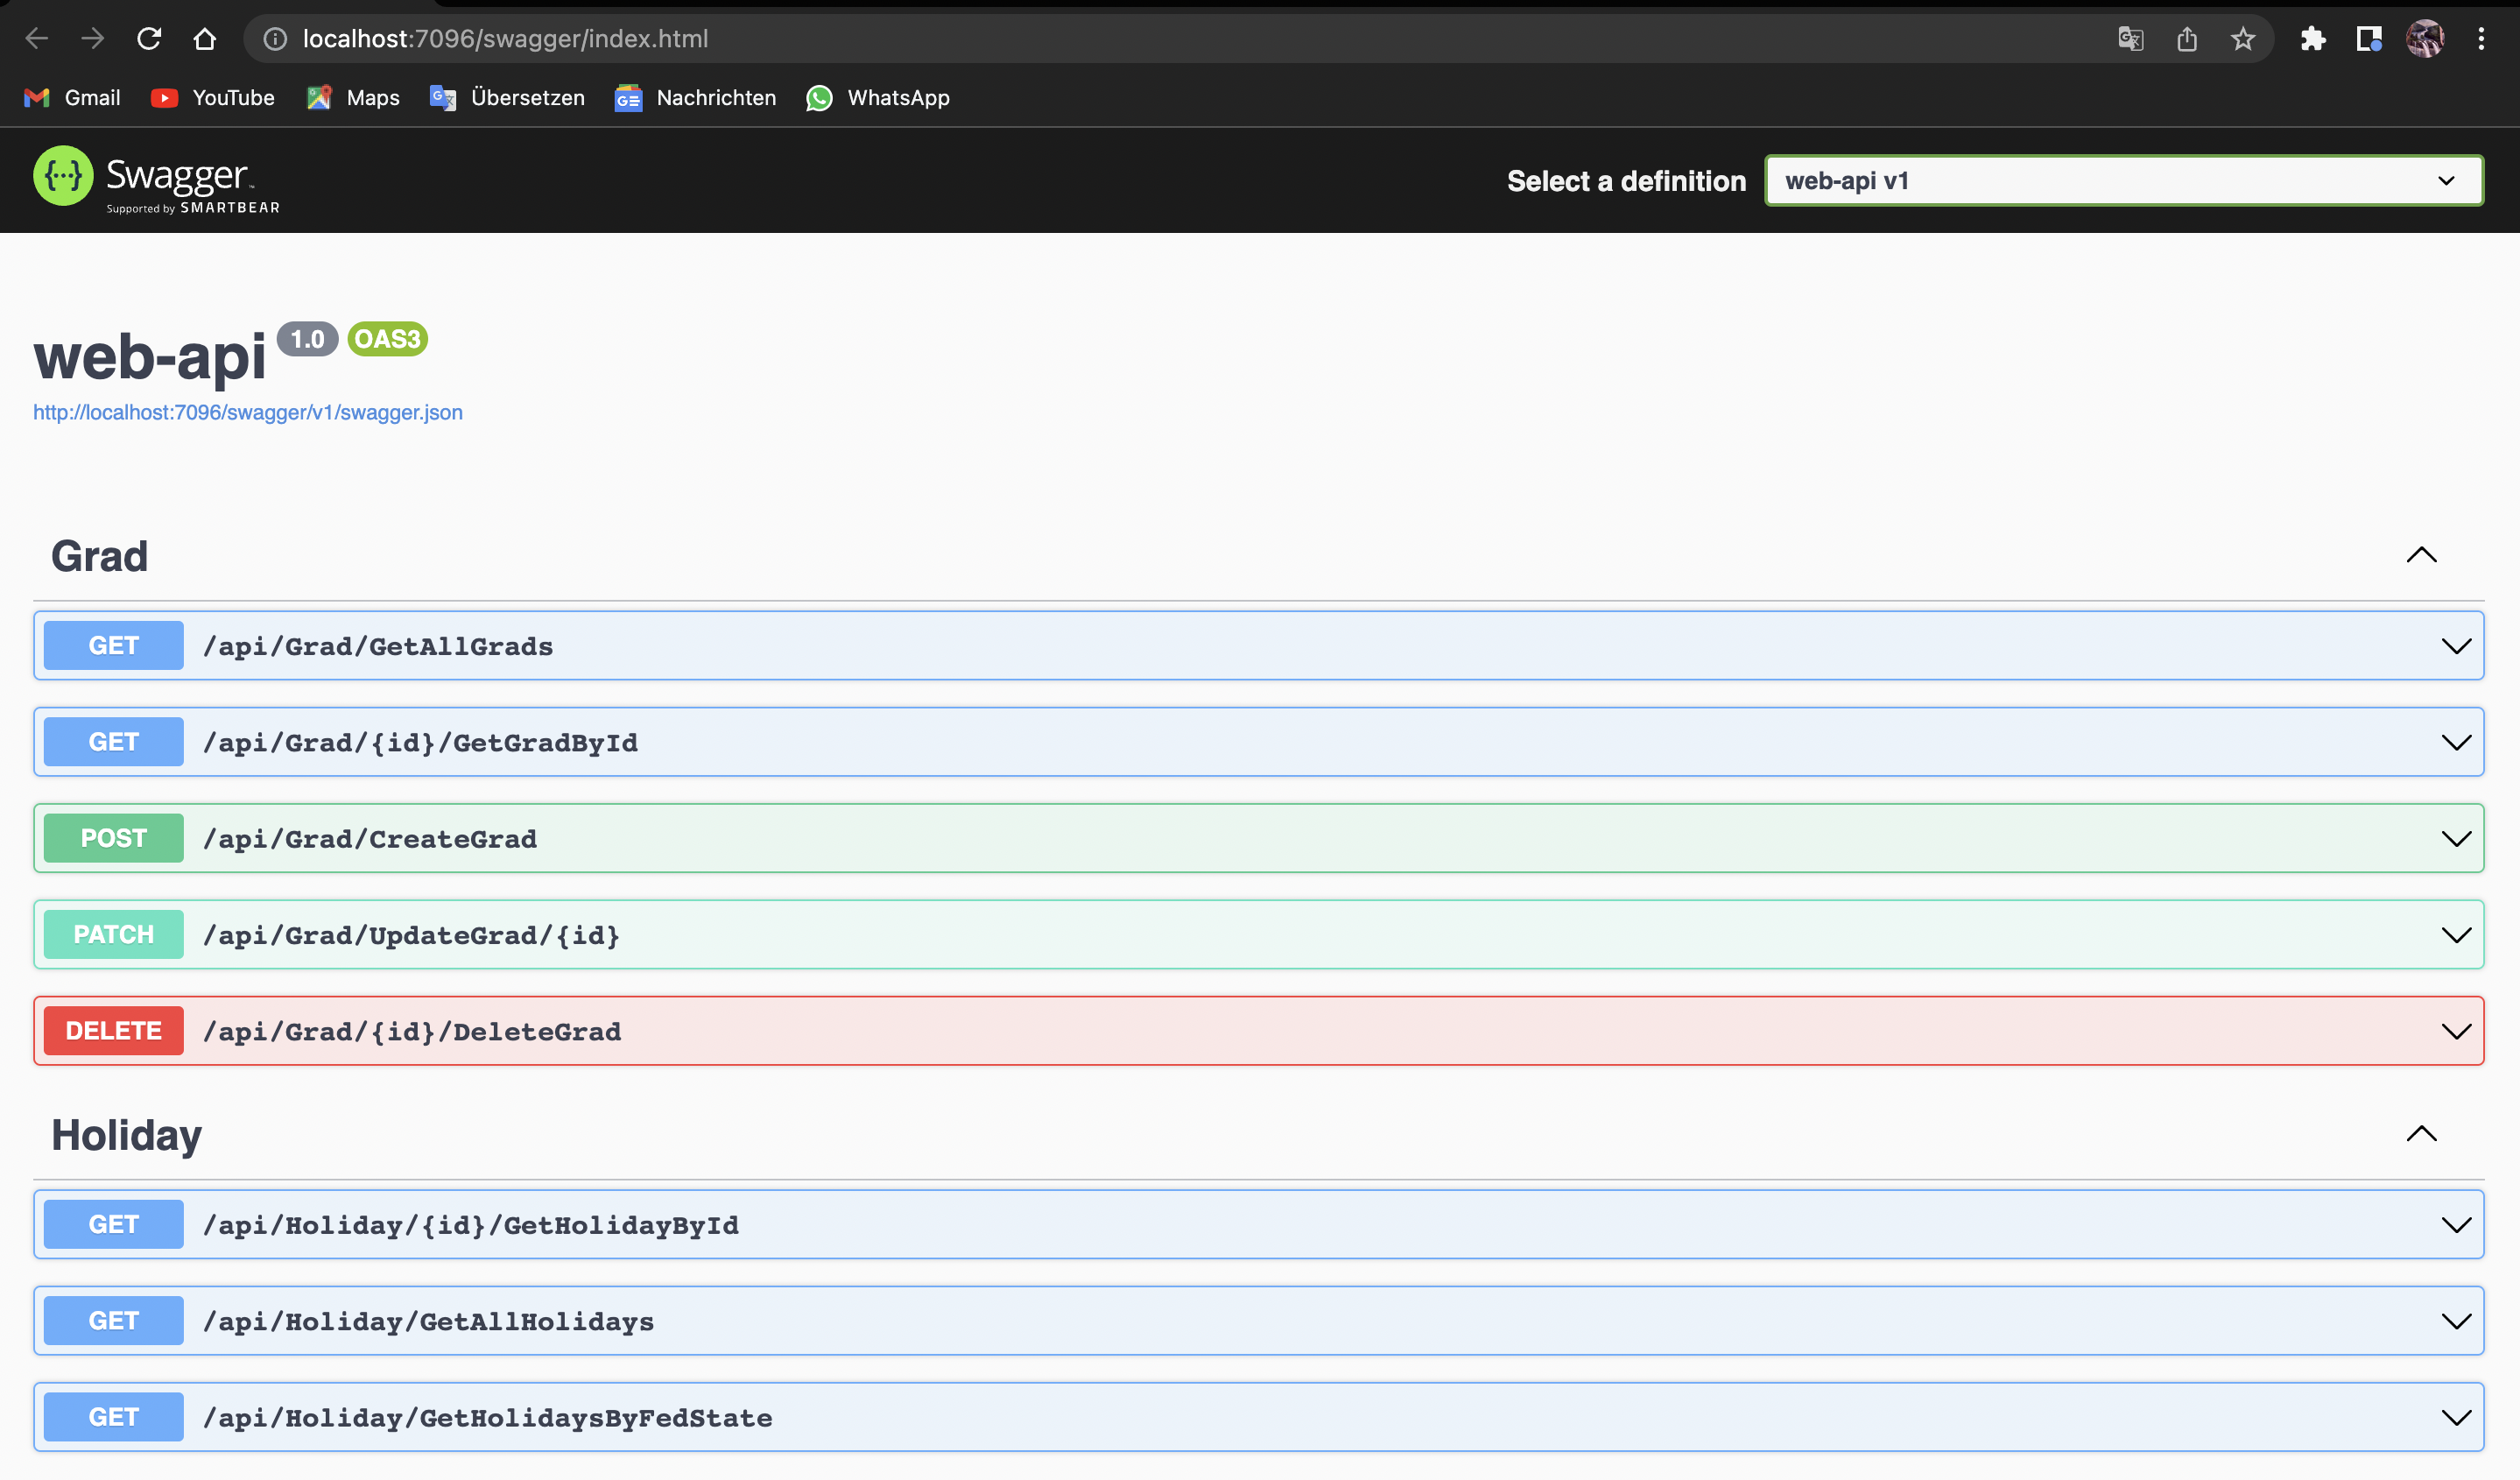 localhost:7096/swagger/index.html
Gmail YouTube Maps Übersetzen Nachrichten WhatsApp
Swagger
Supported by SMARTBEAR
Select a definition web-api v1
web-api 1.0 OAS3
http://localhost:7096/swagger/v1/swagger.json
Grad
GET /api/Grad/GetAllGrads
GET /api/Grad/{id}/GetGradById
POST /api/Grad/CreateGrad
PATCH /api/Grad/UpdateGrad/{id}
DELETE /api/Grad/{id}/DeleteGrad
Holiday
GET /api/Holiday/{id}/GetHolidayById
GET /api/Holiday/GetAllHolidays
GET /api/Holiday/GetHolidaysByFedState